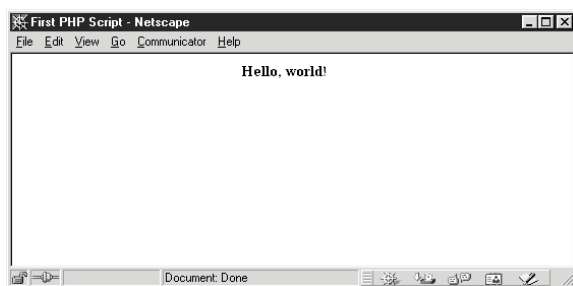 First PHP Script - Netscape
File Edit View Go Communicator Help
Hello, world!
Document: Done